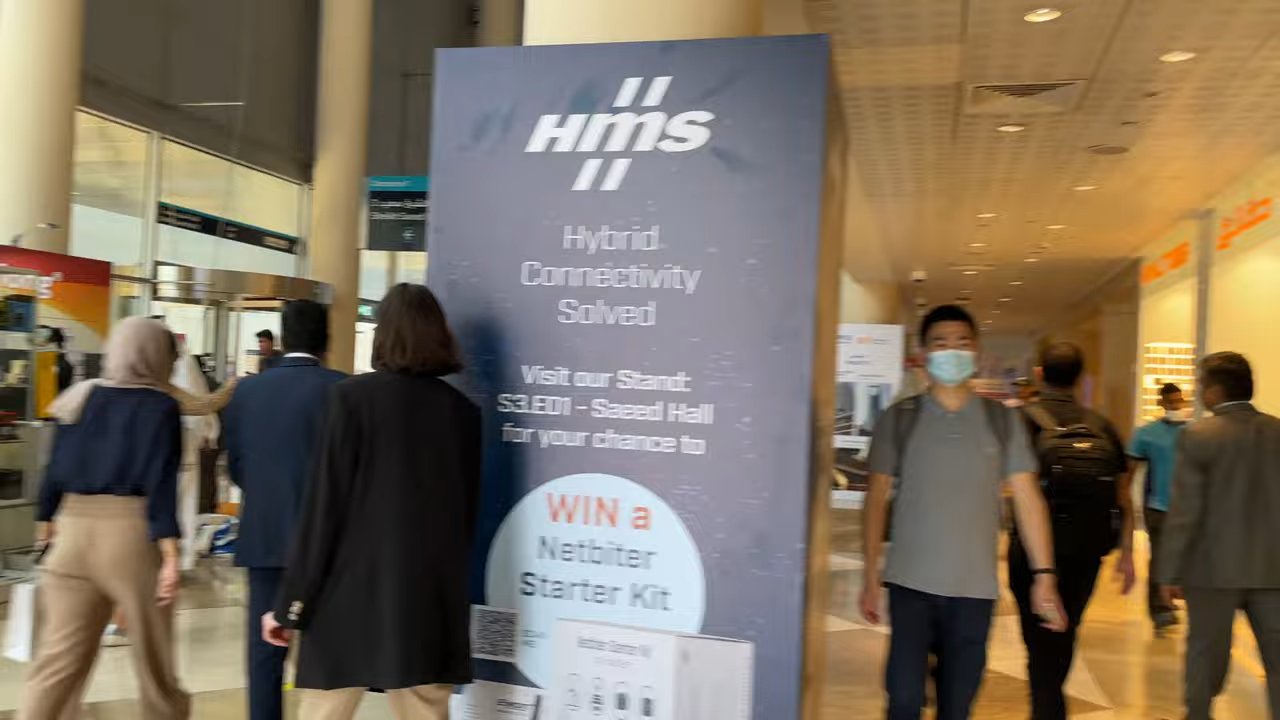 HMS
Hybrid
Connectivity
Solved
Visit our Stand:
S3.E01 - Saeed Hall
for your chance to
WIN a
Netbiter
Starter Kit